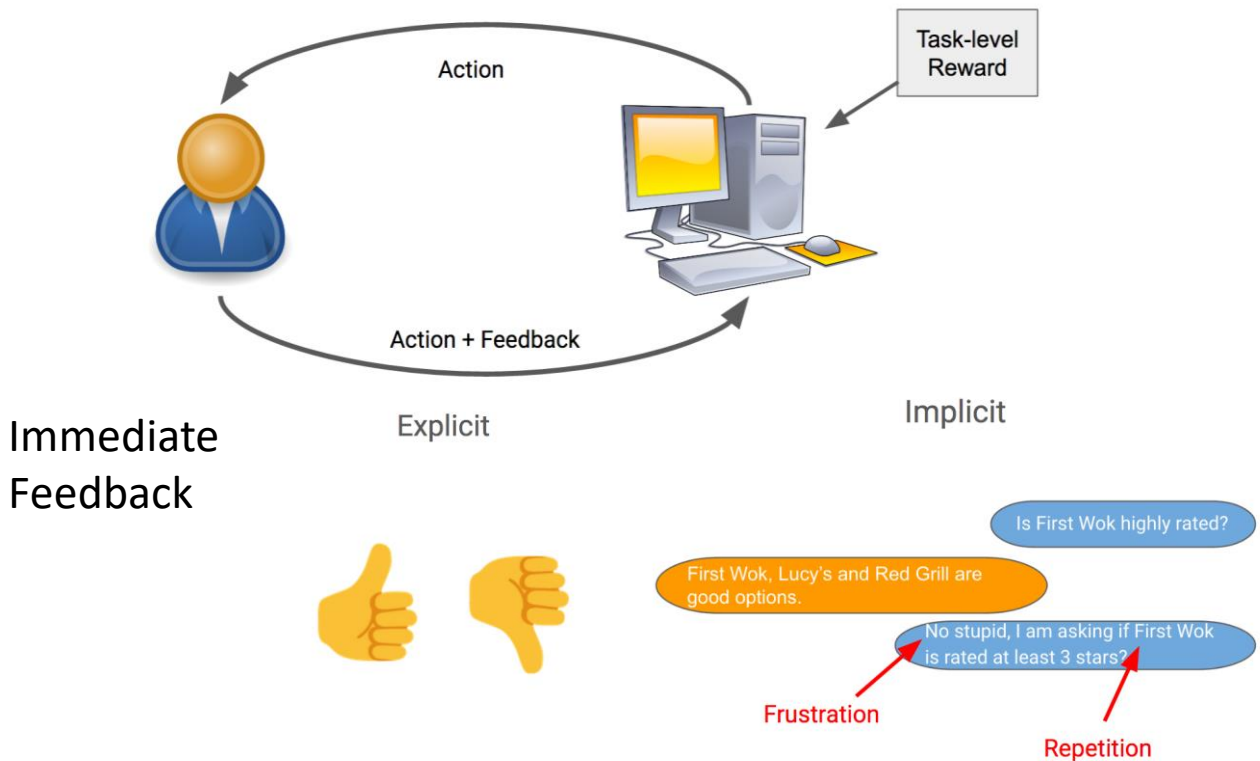 Task-level
Reward
Action
Action + Feedback
Immediate
Feedback
Explicit
Implicit
Is First Wok highly rated?
First Wok, Lucy's and Red Grill are
good options.
No stupid, I am asking if First Wok
is rated at least 3 stars?
Frustration
Repetition